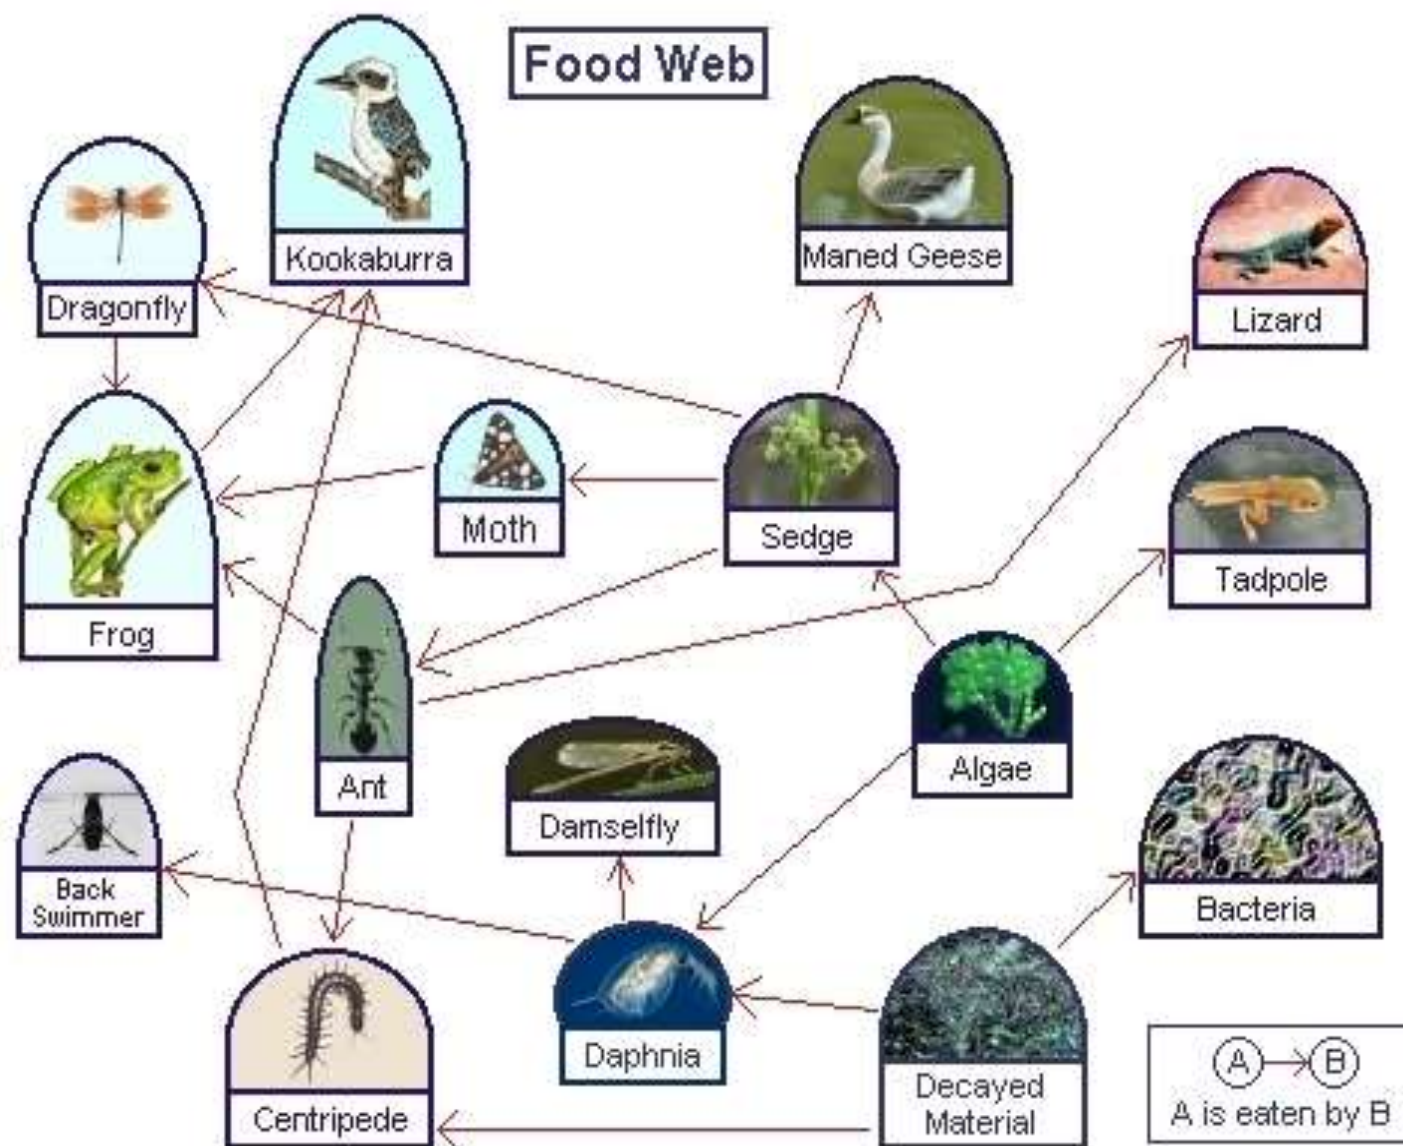 Food Web
Kookaburra
Maned Geese
Dragonfly
Lizard
Moth
Sedge
Tadpole
Frog
Ant
Damselfly
Algae
Back
Swimmer
Bacteria
Daphnia
Centripede
Decayed
Material
A
B
A is eaten by B